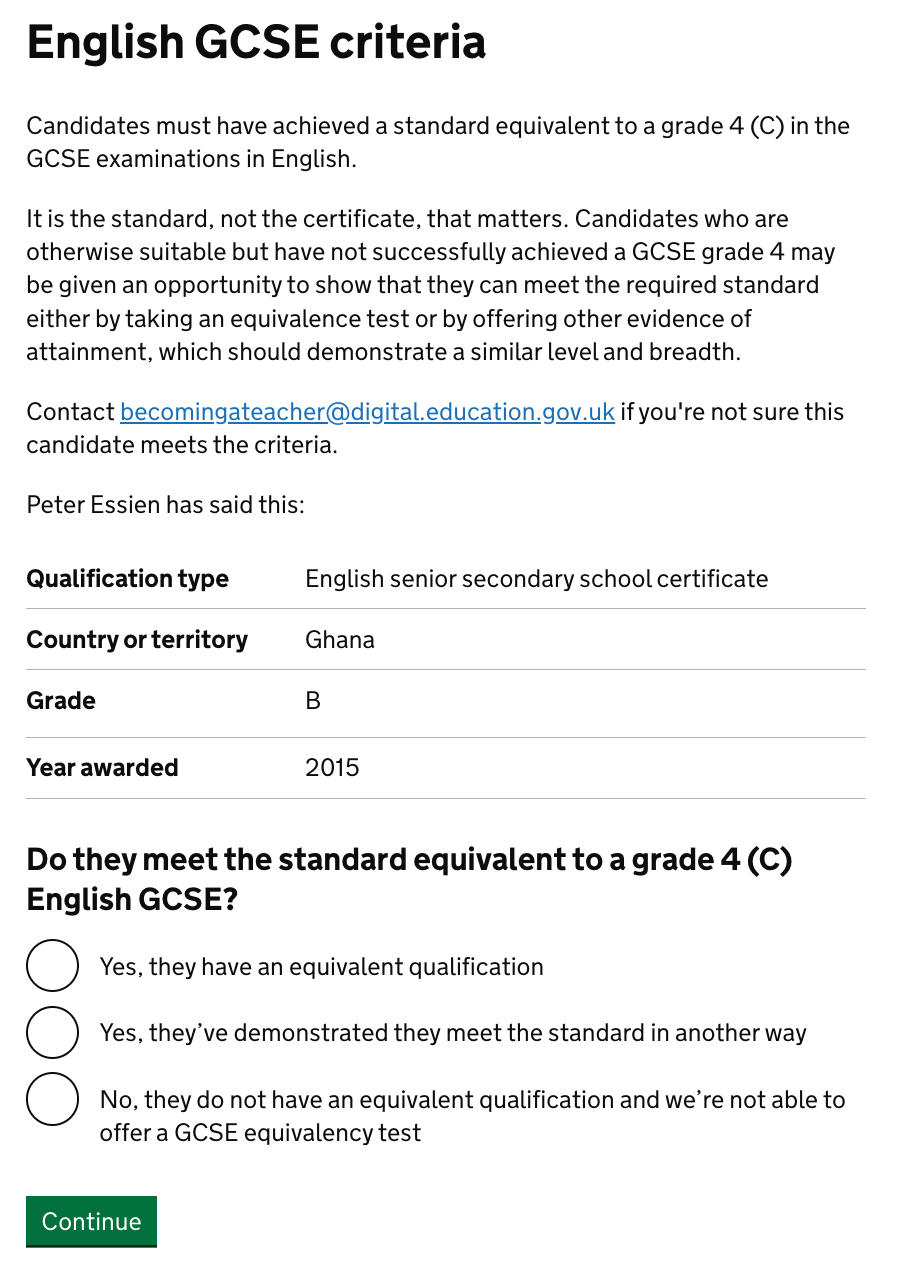 English GCSE criteria
Candidates must have achieved a standard equivalent to a grade 4 (C) in the
GCSE examinations in English.
It is the standard, not the certificate, that matters. Candidates who are
otherwise suitable but have not successfully achieved a GCSE grade 4 may
be given an opportunity to show that they can meet the required standard
either by taking an equivalence test or by offering other evidence of
attainment, which should demonstrate a similar level and breadth.
Contact becomingateacher@digital.education.gov.uk if you're not sure this
candidate meets the criteria.
Peter Essien has said this:
Qualification type English senior secondary school certificate
Country or territory Ghana
Grade B
Year awarded 2015
Do they meet the standard equivalent to a grade 4 (C)
English GCSE?
Yes, they have an equivalent qualification
Yes, they’ve demonstrated they meet the standard in another way
No, they do not have an equivalent qualification and we’re not able to
offer a GCSE equivalency test
Continue